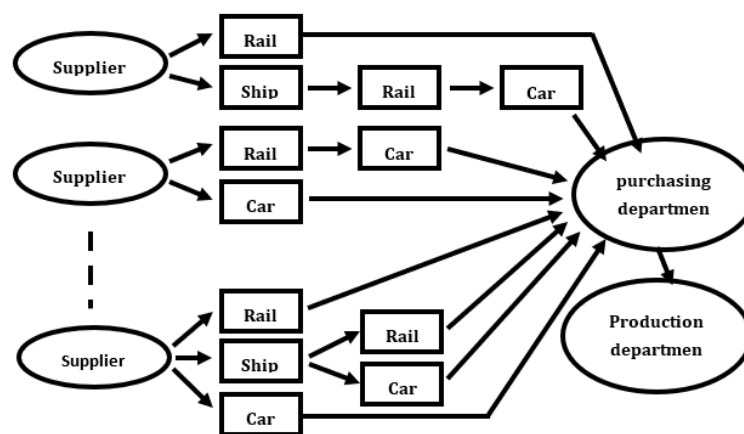 Rail
Supplier
Ship
Rail
Car
Supplier
Rail
Car
Car
purchasing
departmen
Rail
Supplier
Ship
Rail
Car
Car
Production
departmen